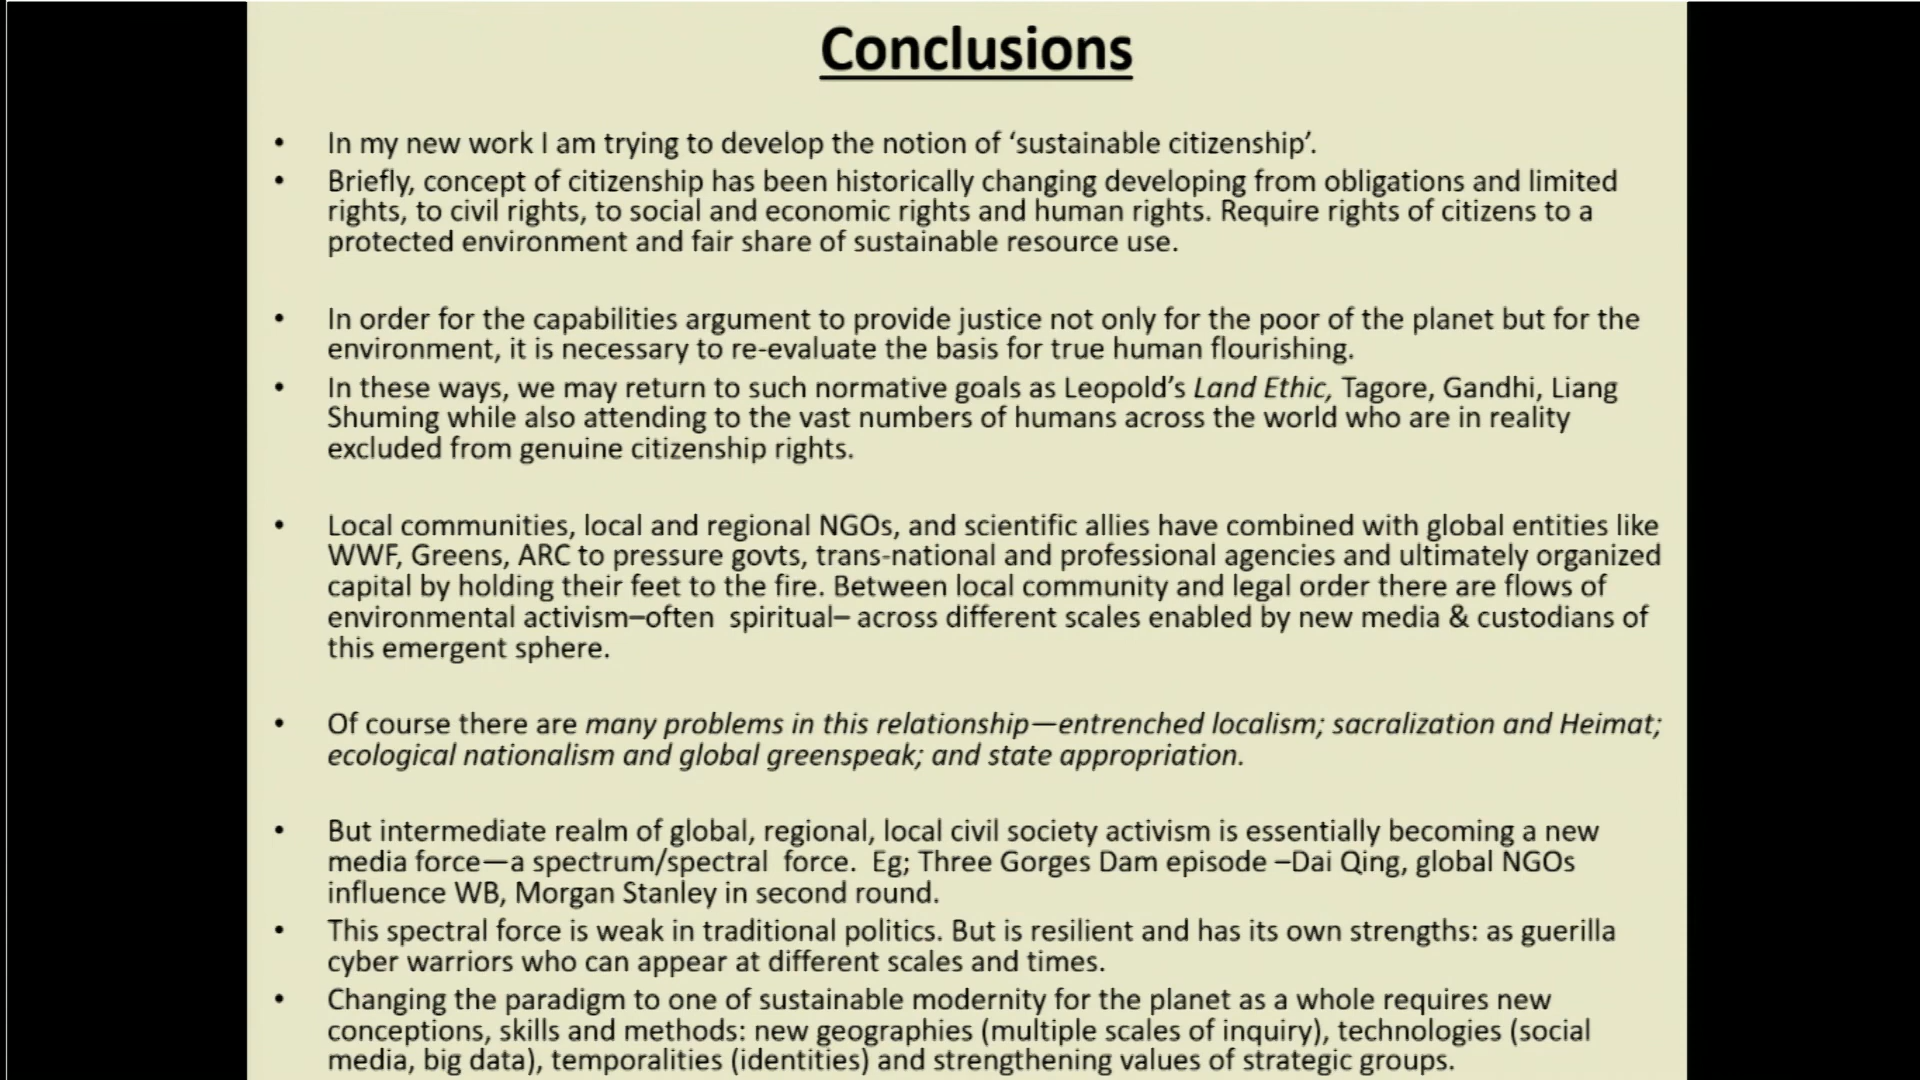 Conclusions
• In my new work I am trying to develop the notion of ‘sustainable citizenship’.
• Briefly, concept of citizenship has been historically changing developing from obligations and limited
rights, to civil rights, to social and economic rights and human rights. Require rights of citizens to a
protected environment and fair share of sustainable resource use.
• In order for the capabilities argument to provide justice not only for the poor of the planet but for the
environment, it is necessary to re-evaluate the basis for true human flourishing.
• In these ways, we may return to such normative goals as Leopold’s Land Ethic, Tagore, Gandhi, Liang
Shuming while also attending to the vast numbers of humans across the world who are in reality
excluded from genuine citizenship rights.
• Local communities, local and regional NGOs, and scientific allies have combined with global entities like
WWF, Greens, ARC to pressure govts, trans-national and professional agencies and ultimately organized
capital by holding their feet to the fire. Between local community and legal order there are flows of
environmental activism–often  spiritual– across different scales enabled by new media & custodians of
this emergent sphere.
• Of course there are many problems in this relationship—entrenched localism; sacralization and Heimat;
ecological nationalism and global greenspeak; and state appropriation.
• But intermediate realm of global, regional, local civil society activism is essentially becoming a new
media force—a spectrum/spectral  force.  Eg; Three Gorges Dam episode –Dai Qing, global NGOs
influence WB, Morgan Stanley in second round.
• This spectral force is weak in traditional politics. But is resilient and has its own strengths: as guerilla
cyber warriors who can appear at different scales and times.
• Changing the paradigm to one of sustainable modernity for the planet as a whole requires new
conceptions, skills and methods: new geographies (multiple scales of inquiry), technologies (social
media, big data), temporalities (identities) and strengthening values of strategic groups.